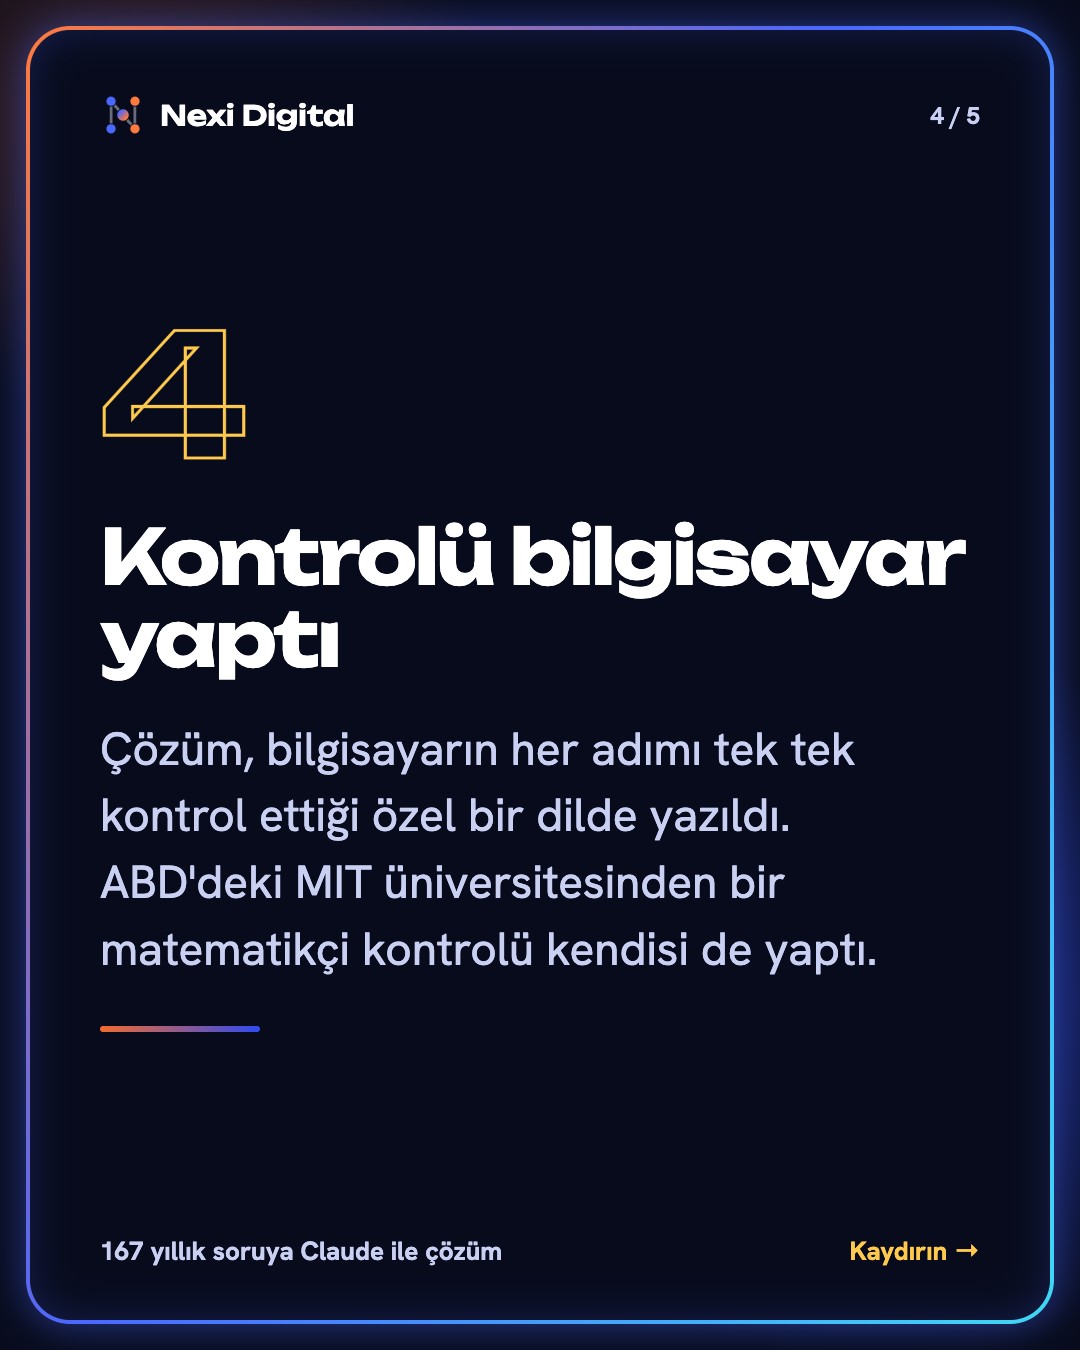 Nexi Digital
4 / 5
4
Kontrolü bilgisayar
yaptı
Çözüm, bilgisayarın her adımı tek tek
kontrol ettiği özel bir dilde yazıldı.
ABD'deki MIT üniversitesinden bir
matematikçi kontrolü kendisi de yaptı.
167 yıllık soruya Claude ile çözüm
Kaydırın →